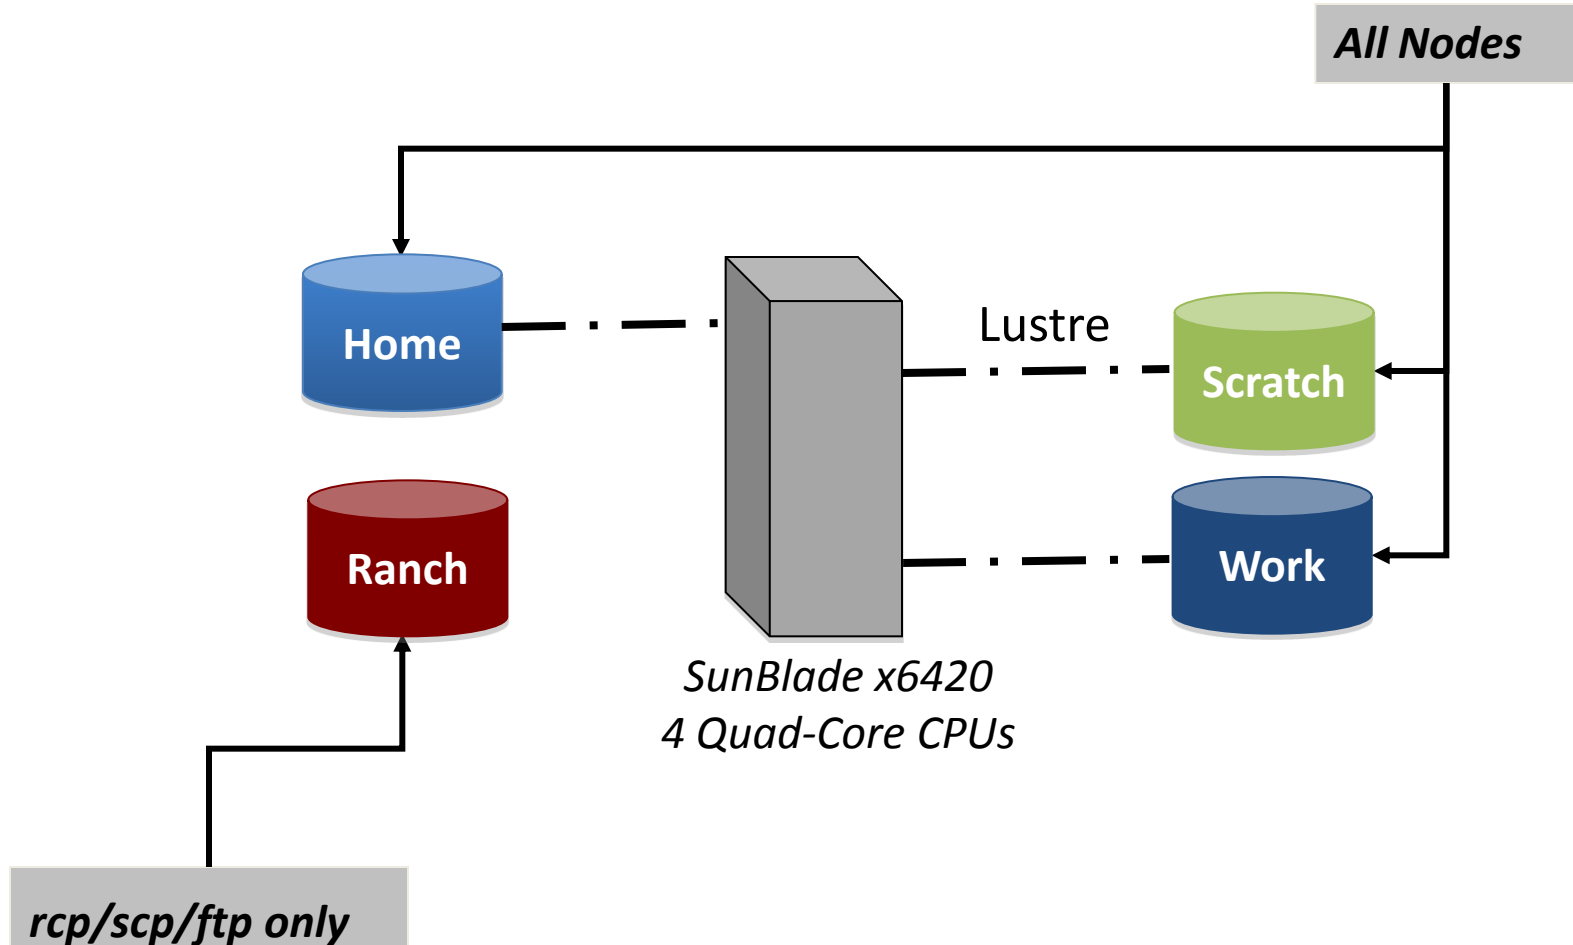 All Nodes
Home
Lustre
Scratch
Ranch
Work
SunBlade x6420
4 Quad-Core CPUs
rcp/scp/ftp only